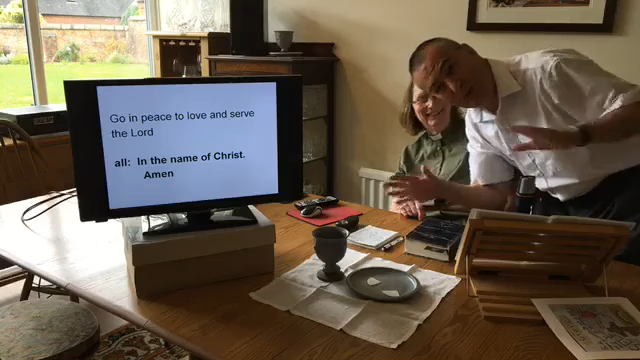 Go in peace to love and serve
the Lord
all: In the name of Christ.
Amen